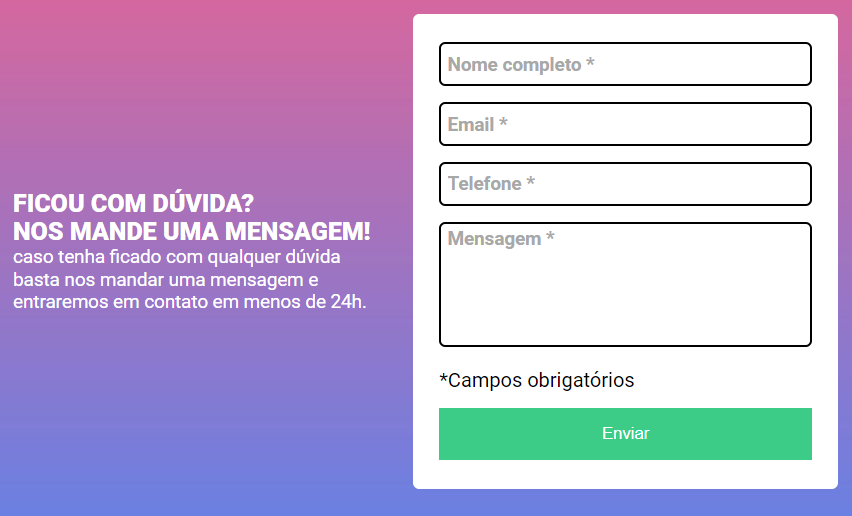 FICOU COM DÚVIDA?
NOS MANDE UMA MENSAGEM!
caso tenha ficado com qualquer dúvida
basta nos mandar uma mensagem e
entraremos em contato em menos de 24h.
Nome completo *
Email *
Telefone *
Mensagem *
*Campos obrigatórios
Enviar